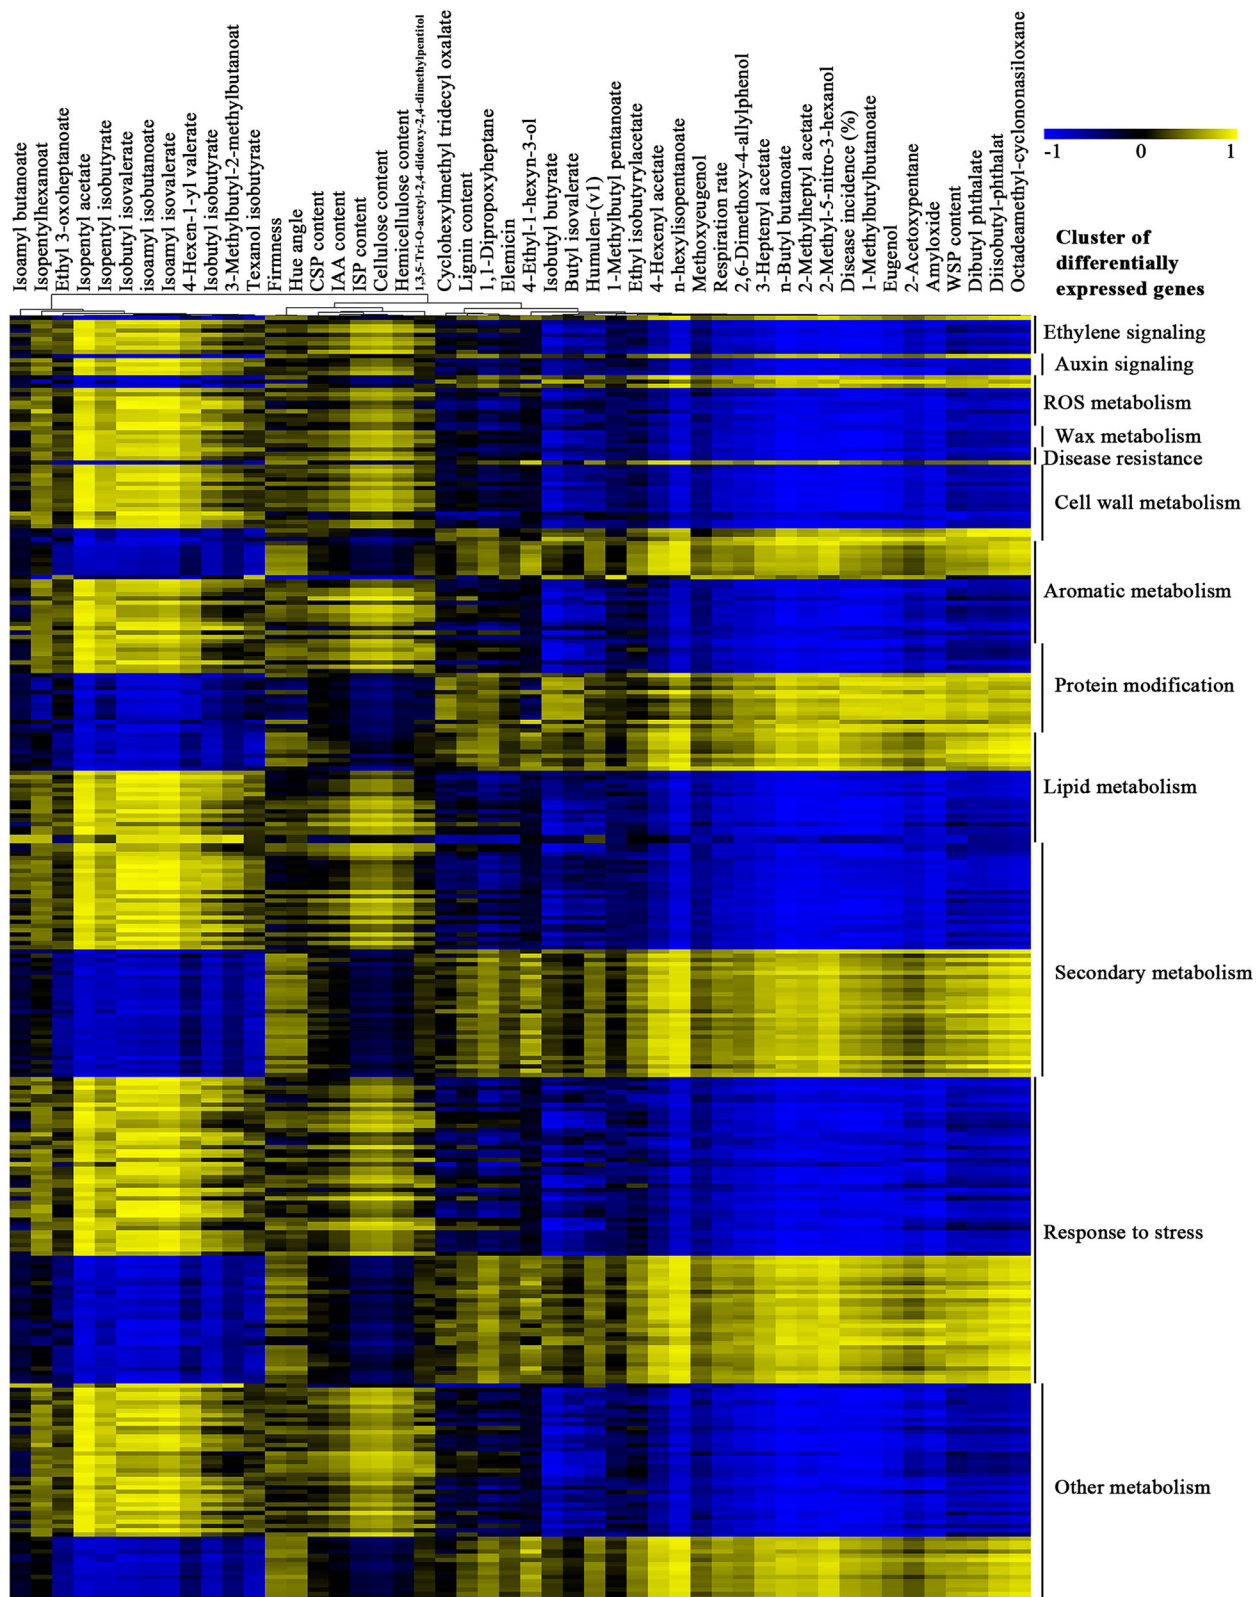 Isoamyl butanoate
Isopentylhexanoat
Ethyl 3-oxoheptanoate
Isopentyl acetate
Isopentyl isobutyrate
Isobutyl isovalerate
isoamyl isobutanoate
Isoamyl isovalerate
4-Hexen-1-yl valerate
Isobutyl isobutyrate
3-Methylbutyl-2-methylbutanoat
Texanol isobutyrate
Firmness
Hue angle
CSP content
IAA content
ISP content
Cellulose content
Hemicellulose content
1,3,5-Tri-O-acetyl-2,4-dideoxy-2,4-dimethylpentitol
Cyclohexylmethyl tridecyl oxalate
Lignin content
1,1-Dipropoxyheptane
Elemicin
4-Ethyl-1-hexyn-3-ol
Isobutyl butyrate
Butyl isovalerate
Humulen-(v1)
1-Methylbutyl pentanoate
Ethyl isobutyrylacetate
4-Hexenyl acetate
n-hexylisopentanoate
Methoxyeugenol
Respiration rate
2,6-Dimethoxy-4-allylphenol
3-Heptenyl acetate
n-Butyl butanoate
2-Methylheptyl acetate
2-Methyl-5-nitro-3-hexanol
Disease incidence (%)
1-Methylbutylbutanoate
Eugenol
2-Acetoxypentane
Amyloxide
WSP content
Dibutyl phthalate
Diisobutyl-phthalat
Octadeamethyl-cyclononasiloxane
-1 0 1
Cluster of
differentially
expressed genes
Ethylene signaling
Auxin signaling
ROS metabolism
Wax metabolism
Disease resistance
Cell wall metabolism
Aromatic metabolism
Protein modification
Lipid metabolism
Secondary metabolism
Response to stress
Other metabolism